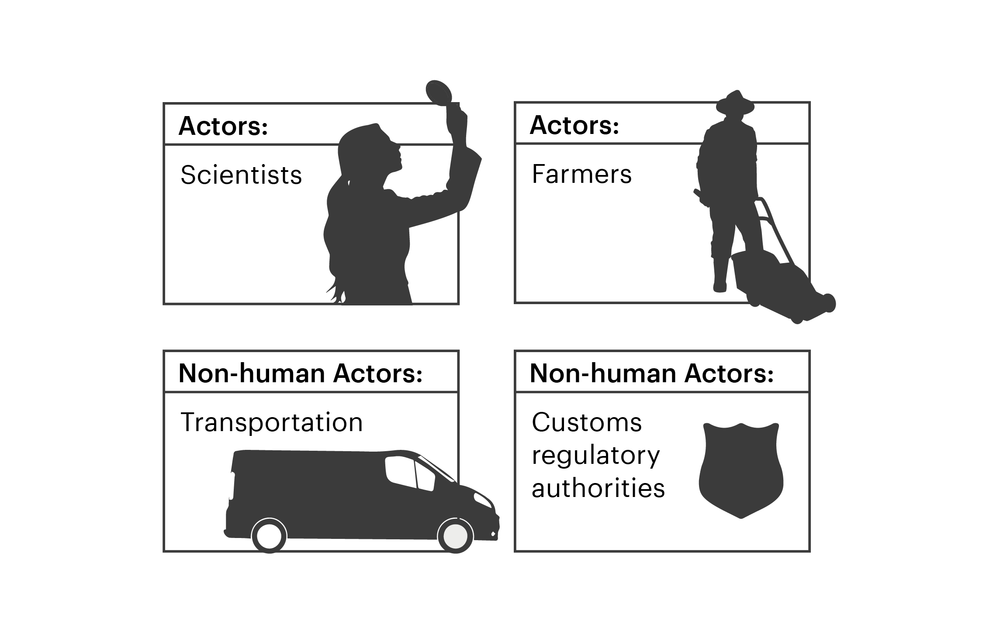 Actors:
Scientists
Actors:
Farmers
Non-human Actors:
Transportation
Non-human Actors:
Customs
regulatory
authorities